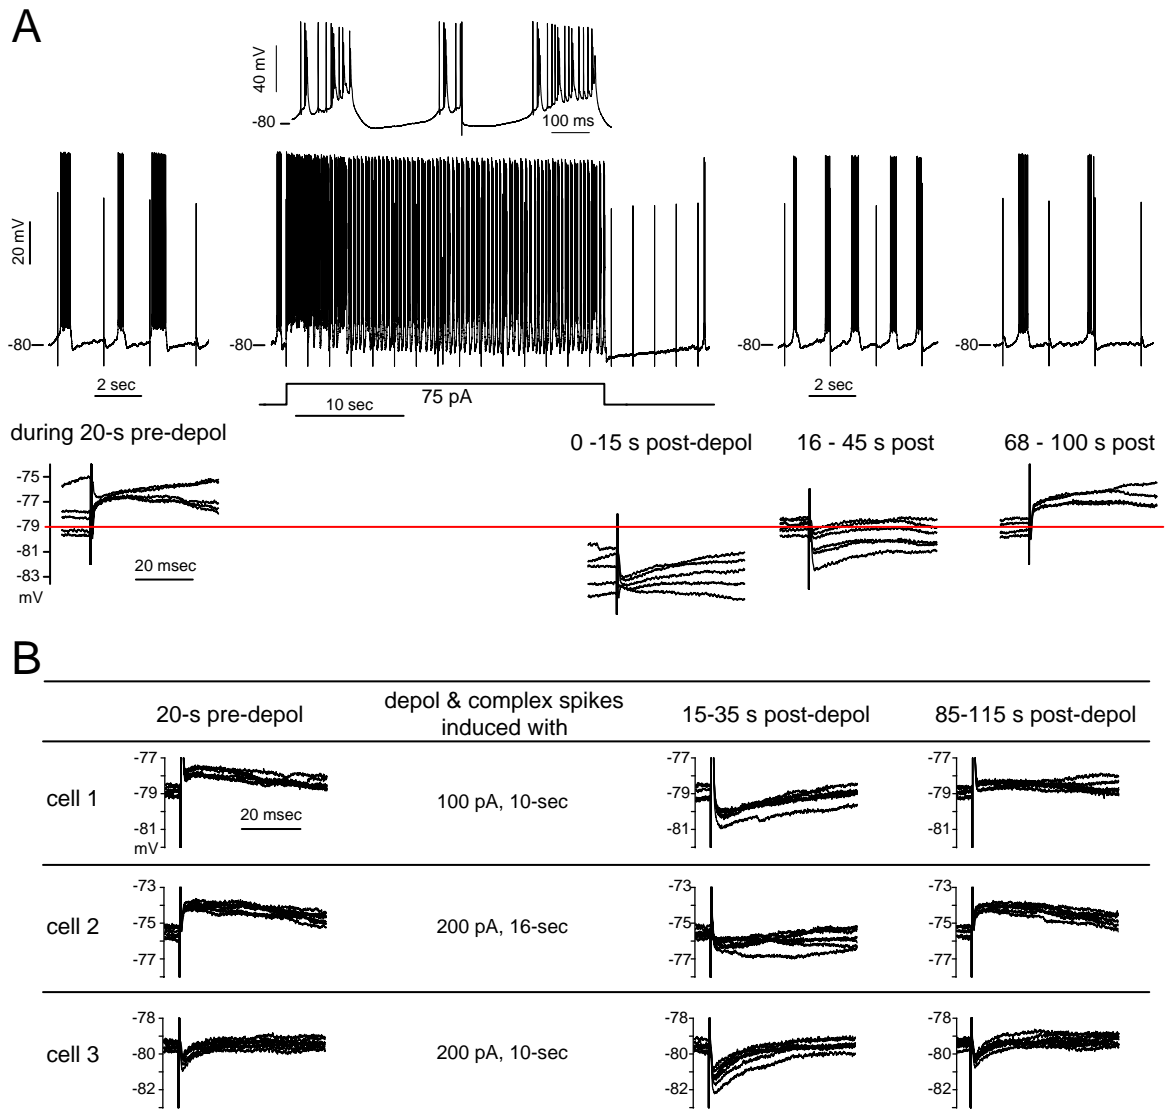 A
40 mV
-80
100 ms
20 mV
-80
-80
-80
-80
2 sec
10 sec
75 pA
2 sec
during 20-s pre-depol
0 -15 s post-depol
16 - 45 s post
68 - 100 s post
-75
-77
-79
-81
-83
mV
20 msec
B
20-s pre-depol
depol & complex spikes
induced with
15-35 s post-depol
85-115 s post-depol
cell 1
-77
-79
-81
mV
20 msec
100 pA, 10-sec
-77
-79
-81
-77
-79
-81
cell 2
-73
-75
-77
200 pA, 16-sec
-73
-75
-77
-73
-75
-77
cell 3
-78
-80
-82
200 pA, 10-sec
-78
-80
-82
-78
-80
-82